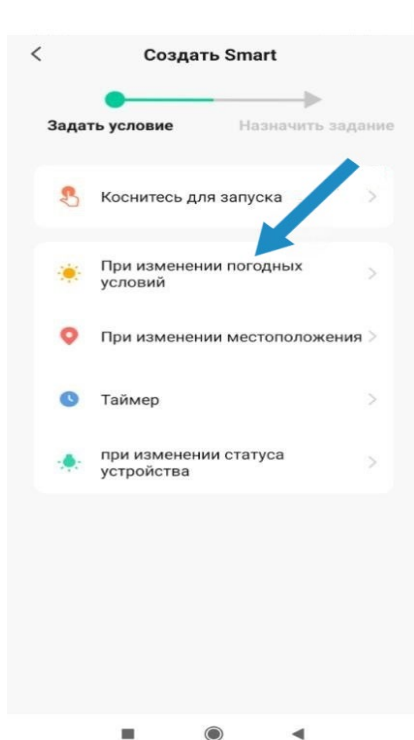 Создать Smart
Задать условие Назначить задание
Коснитесь для запуска
При изменении погодных
условий
При изменении местоположения
Таймер
при изменении статуса
устройства